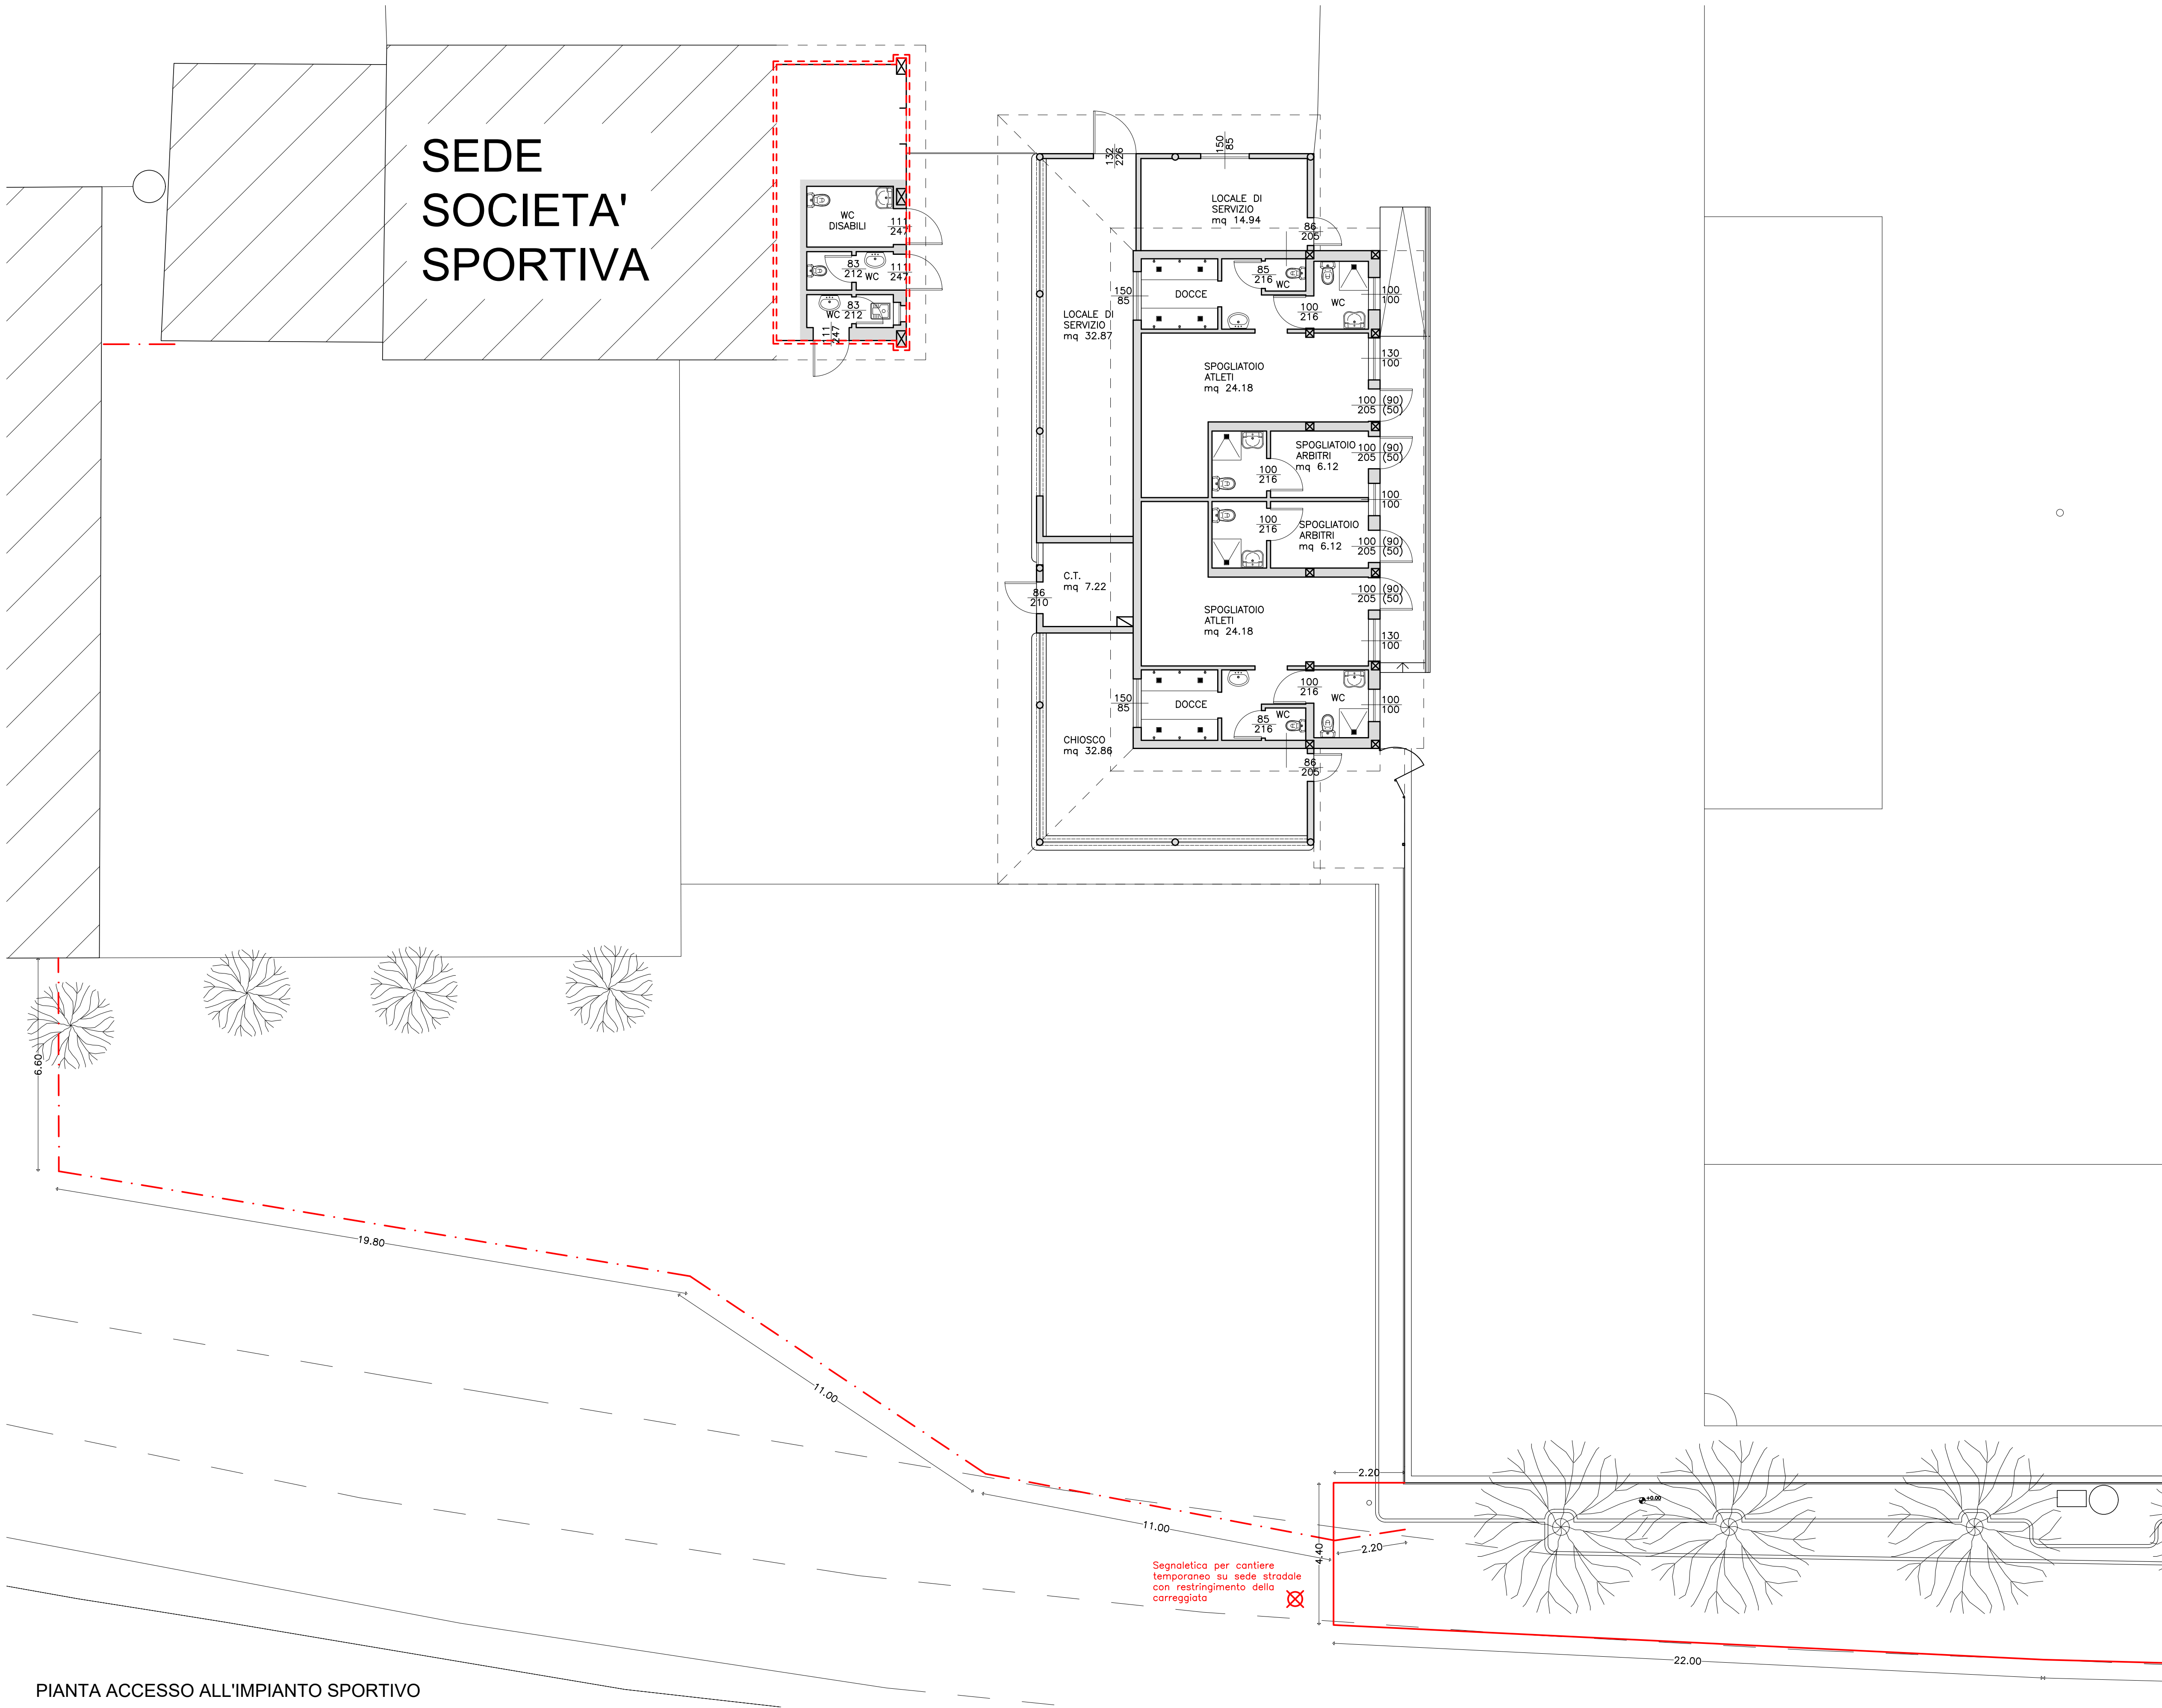 SEDE
SOCIETA'
SPORTIVA
WC
DISABILI
111
247
83
212
WC
111
247
WC
83
212
111
247
132
226
150
85
LOCALE DI
SERVIZIO
mq 14.94
86
205
150
85
DOCCE
85
216
WC
100
216
WC
100
100
LOCALE DI
SERVIZIO
mq 32.87
SPOGLIATOIO
ATLETI
mq 24.18
130
100
100 (90)
205 (50)
SPOGLIATOIO
ARBITRI
mq 6.12
100 (90)
205 (50)
100
216
100
100
100
216
SPOGLIATOIO
ARBITRI
mq 6.12
100 (90)
205 (50)
C.T.
mq 7.22
86
210
100 (90)
205 (50)
SPOGLIATOIO
ATLETI
mq 24.18
130
100
150
85
DOCCE
100
216
WC
100
100
85
216
WC
CHIOSCO
mq 32.86
86
205
6.60
19.80
11.00
11.00
2.20
4.40
2.20
+0.00
Segnaletica per cantiere
temporaneo su sede stradale
con restringimento della
carreggiata
22.00
PIANTA ACCESSO ALL'IMPIANTO SPORTIVO